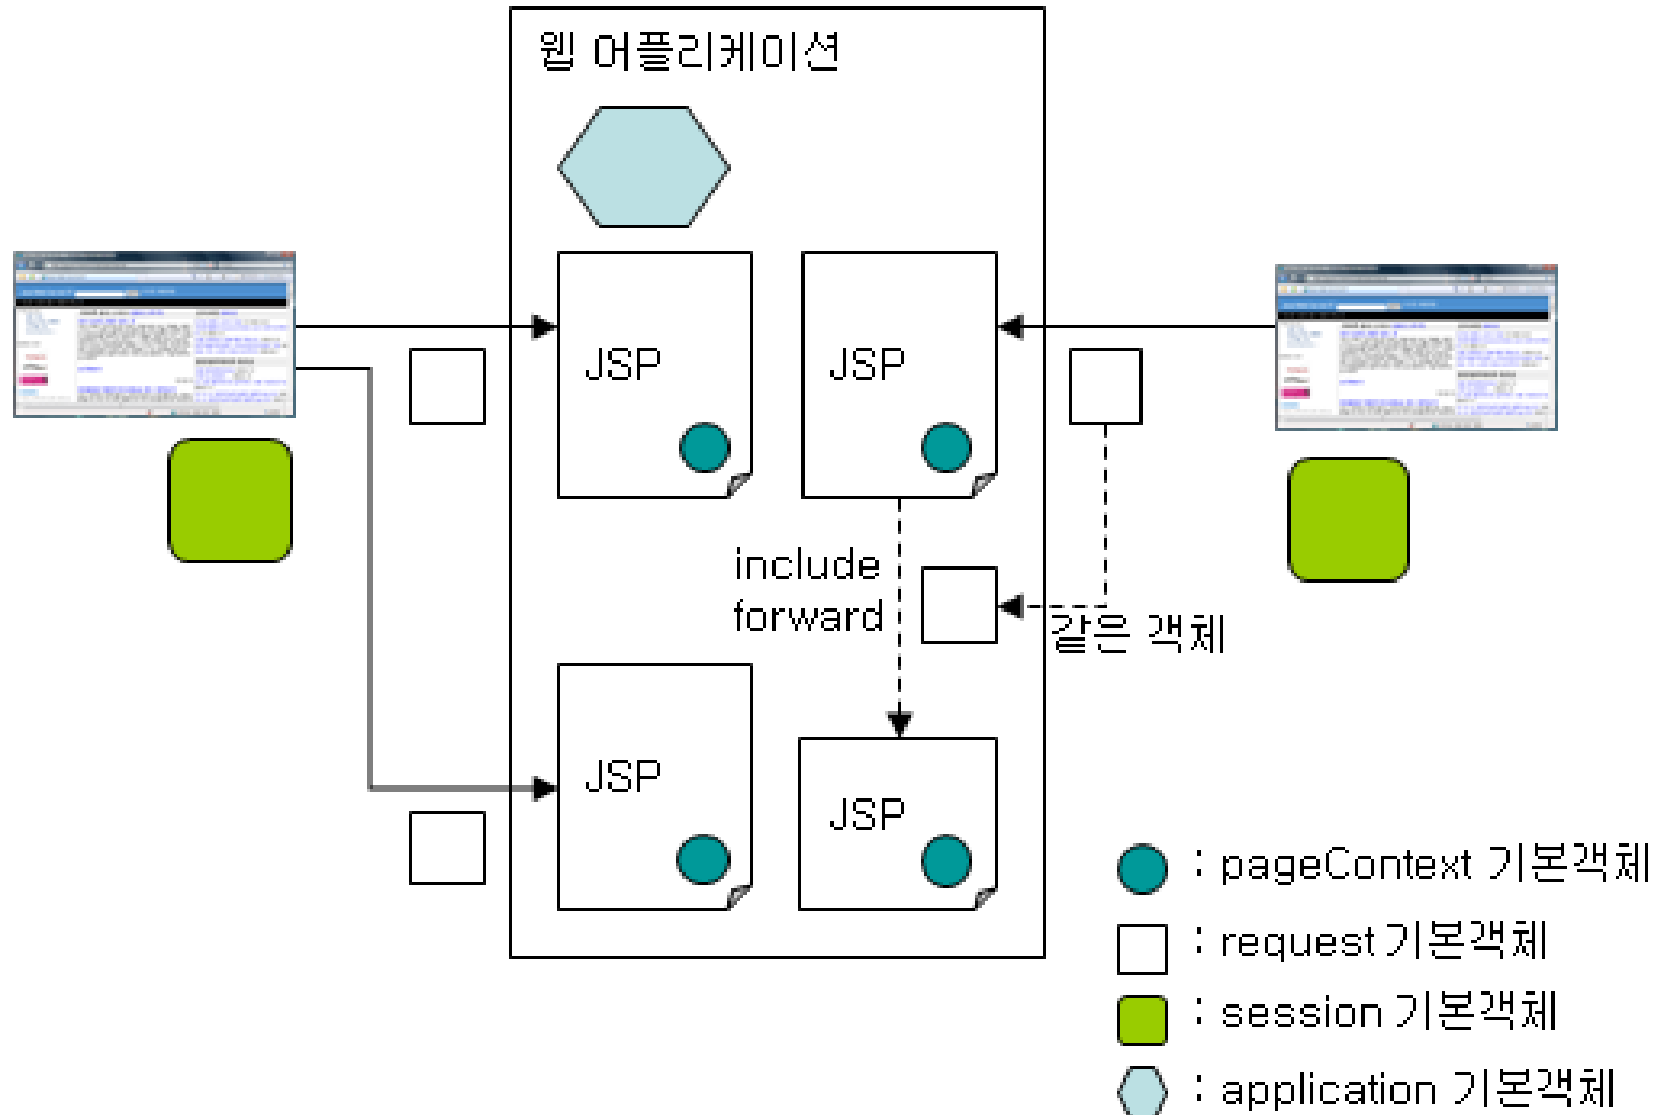 웹 어플리케이션
JSP
JSP
include
forward
같은 객체
JSP
JSP
: pageContext 기본객체
: request 기본객체
: session 기본객체
: application 기본객체